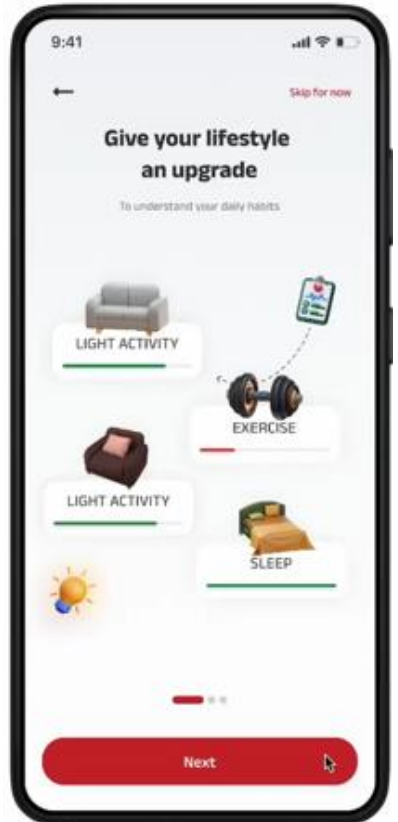 9:41
Skip for now
Give your lifestyle
an upgrade
To understand your daily habits
LIGHT ACTIVITY
EXERCISE
LIGHT ACTIVITY
SLEEP
Next